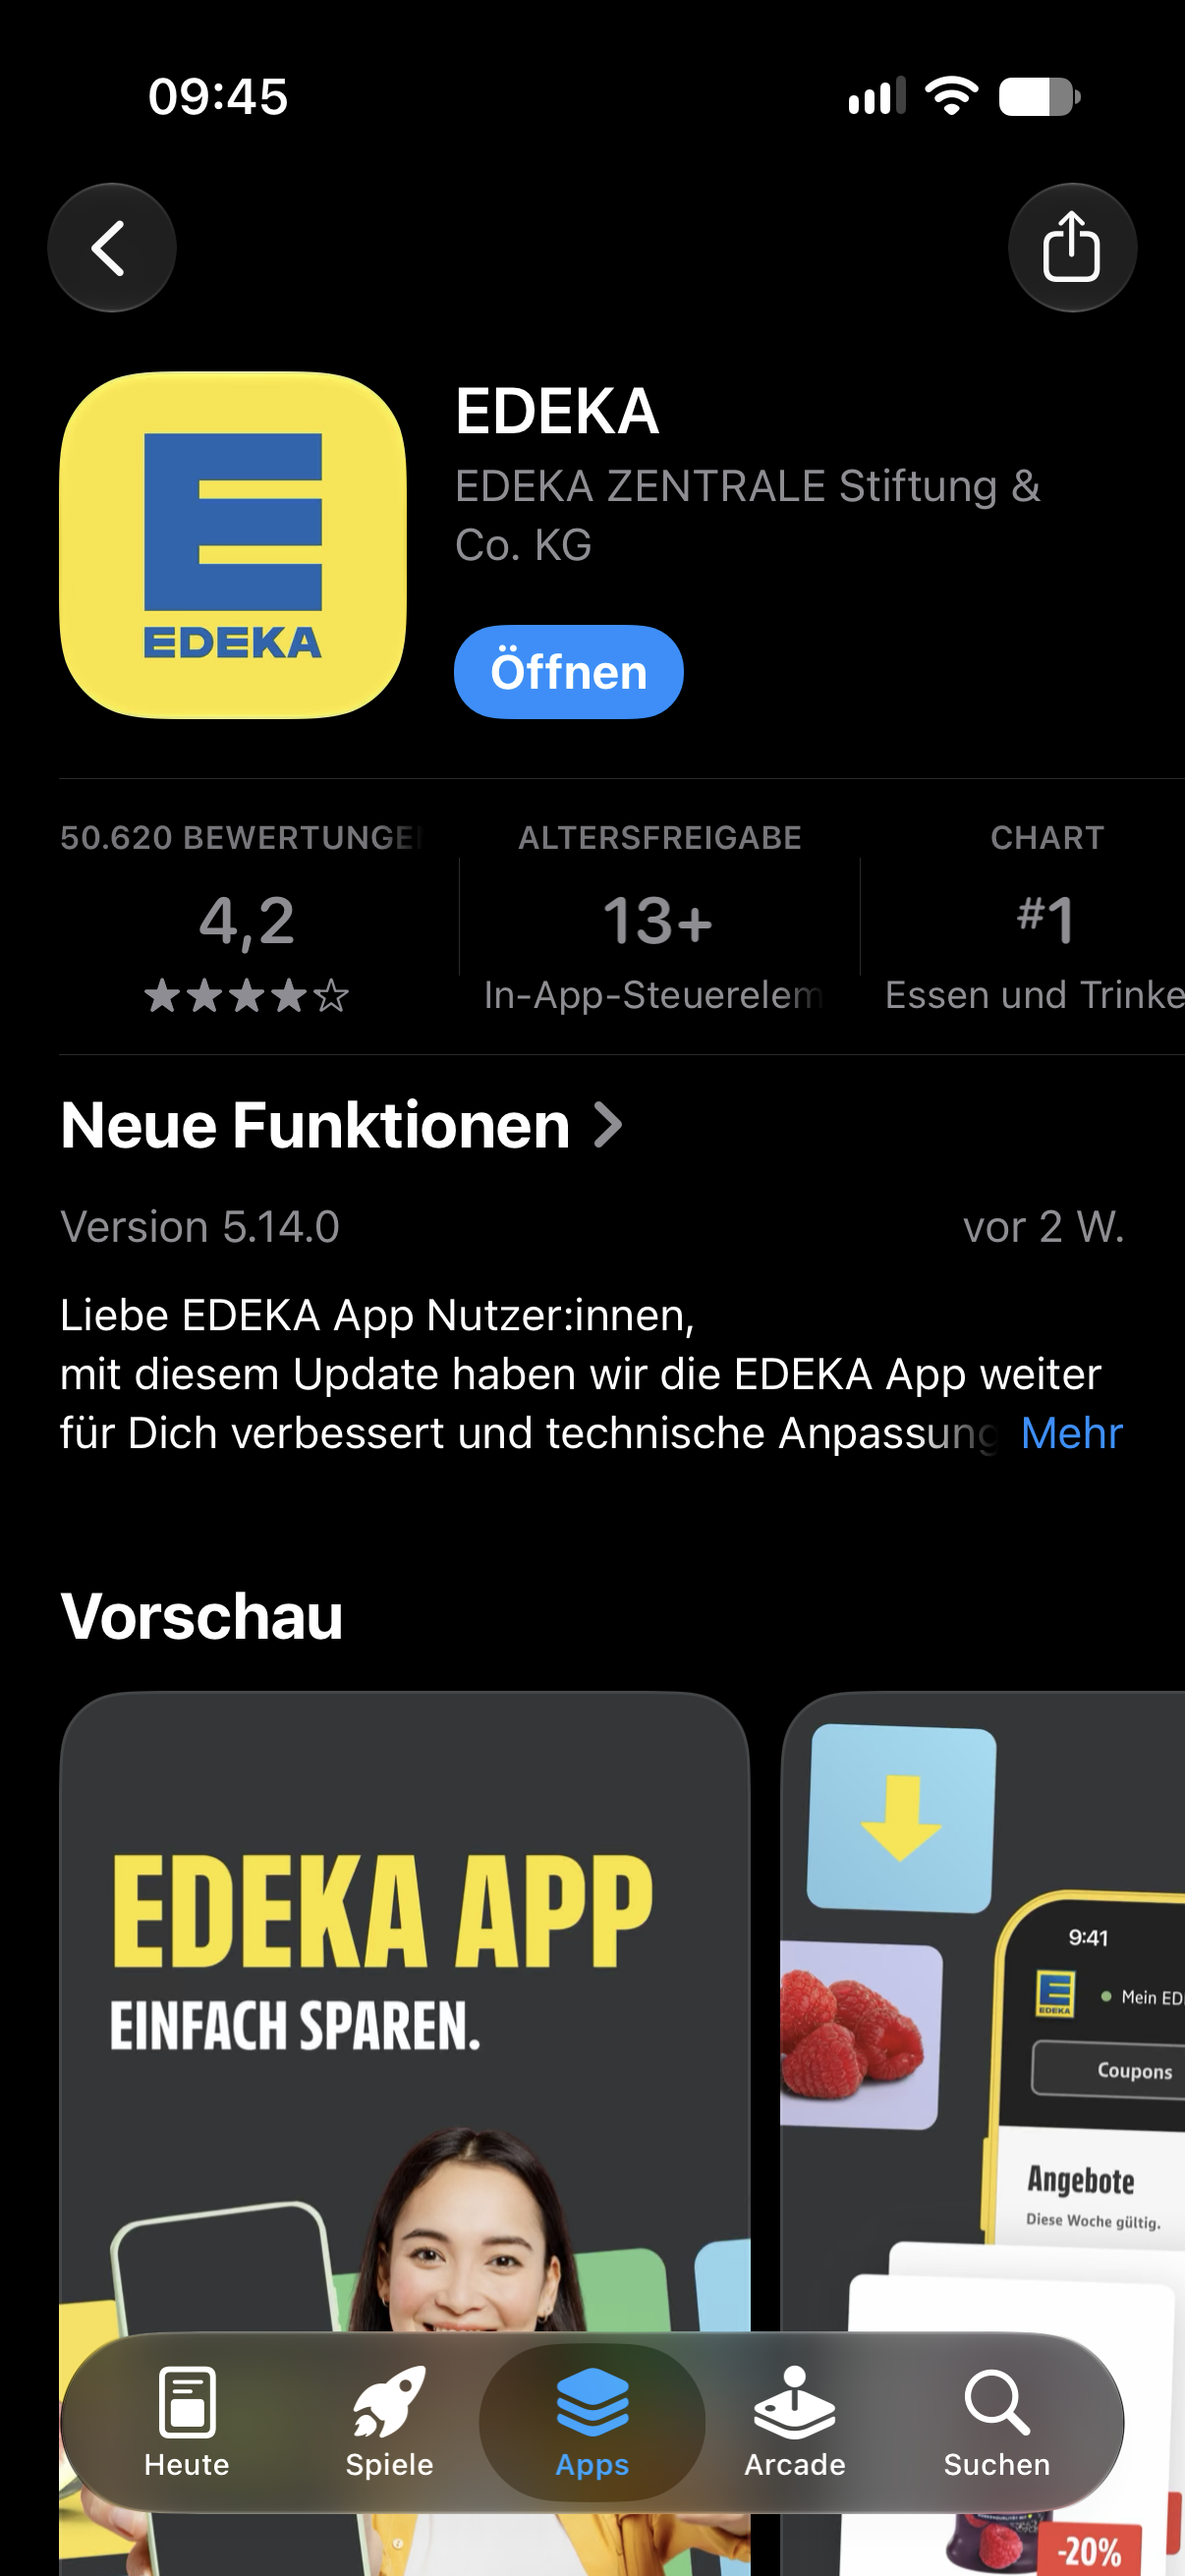 09:45
E
EDEKA
EDEKA
EDEKA ZENTRALE Stiftung &
Co. KG
Öffnen
50.620 BEWERTUNGEN
4,2
ALTERSFREIGABE
13+
In-App-Steuerelem
CHART
#1
Essen und Trinke
Neue Funktionen
Version 5.14.0
vor 2 W.
Liebe EDEKA App Nutzer:innen,
mit diesem Update haben wir die EDEKA App weiter
für Dich verbessert und technische Anpassung Mehr
Vorschau
EDEKA APP
EINFACH SPAREN.
9:41
E
EDEKA
Mein ED
Coupons
Angebote
Diese Woche gültig.
-20%
Heute
Spiele
Apps
Arcade
Suchen